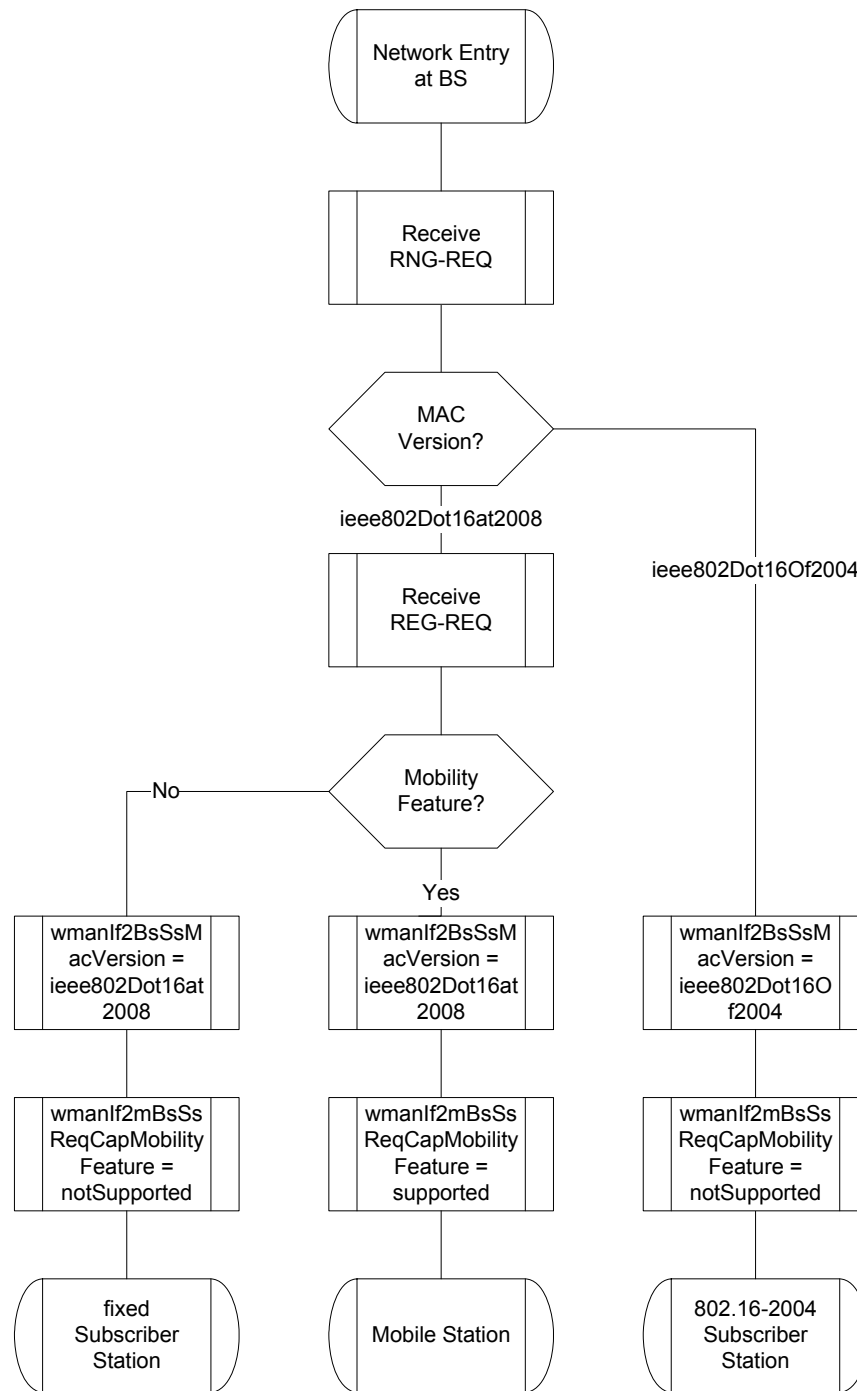 Network Entry
at BS
Receive
RNG-REQ
MAC
Version?
ieee802Dot16at2008
ieee802Dot16Of2004
Receive
REG-REQ
Mobility
Feature?
No
Yes
wmanIf2BsSsM
acVersion =
ieee802Dot16at
2008
wmanIf2BsSsM
acVersion =
ieee802Dot16at
2008
wmanIf2BsSsM
acVersion =
ieee802Dot16O
f2004
wmanIf2mBsSs
ReqCapMobility
Feature =
notSupported
wmanIf2mBsSs
ReqCapMobility
Feature =
supported
wmanIf2mBsSs
ReqCapMobility
Feature =
notSupported
fixed
Subscriber
Station
Mobile Station
802.16-2004
Subscriber
Station